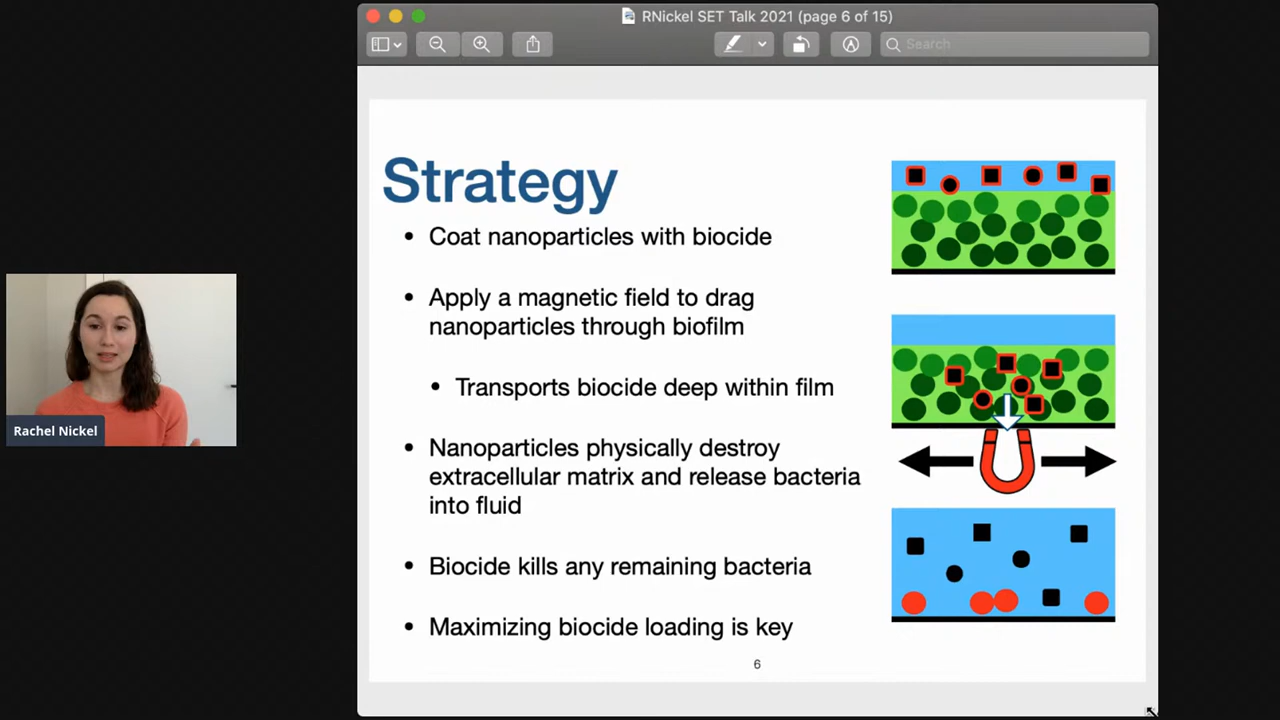 RNickel SET Talk 2021 (page 6 of 15)
Search
Strategy
• Coat nanoparticles with biocide
• Apply a magnetic field to drag
nanoparticles through biofilm
• Transports biocide deep within film
• Nanoparticles physically destroy
extracellular matrix and release bacteria
into fluid
• Biocide kills any remaining bacteria
• Maximizing biocide loading is key
6
Rachel Nickel